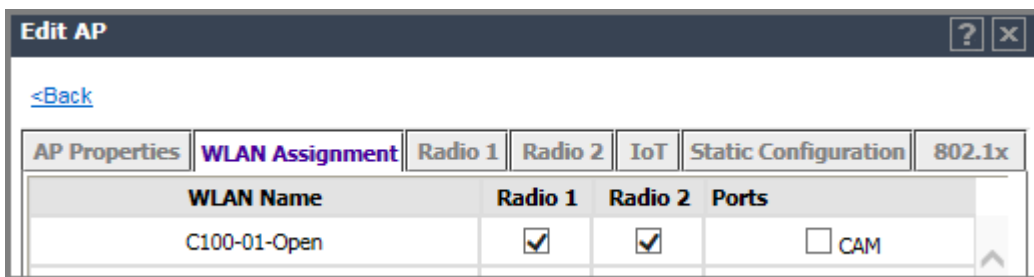 Edit AP ? x
<Back
AP Properties WLAN Assignment Radio 1 Radio 2 IoT Static Configuration 802.1x
WLAN Name Radio 1 Radio 2 Ports
C100-01-Open CAM